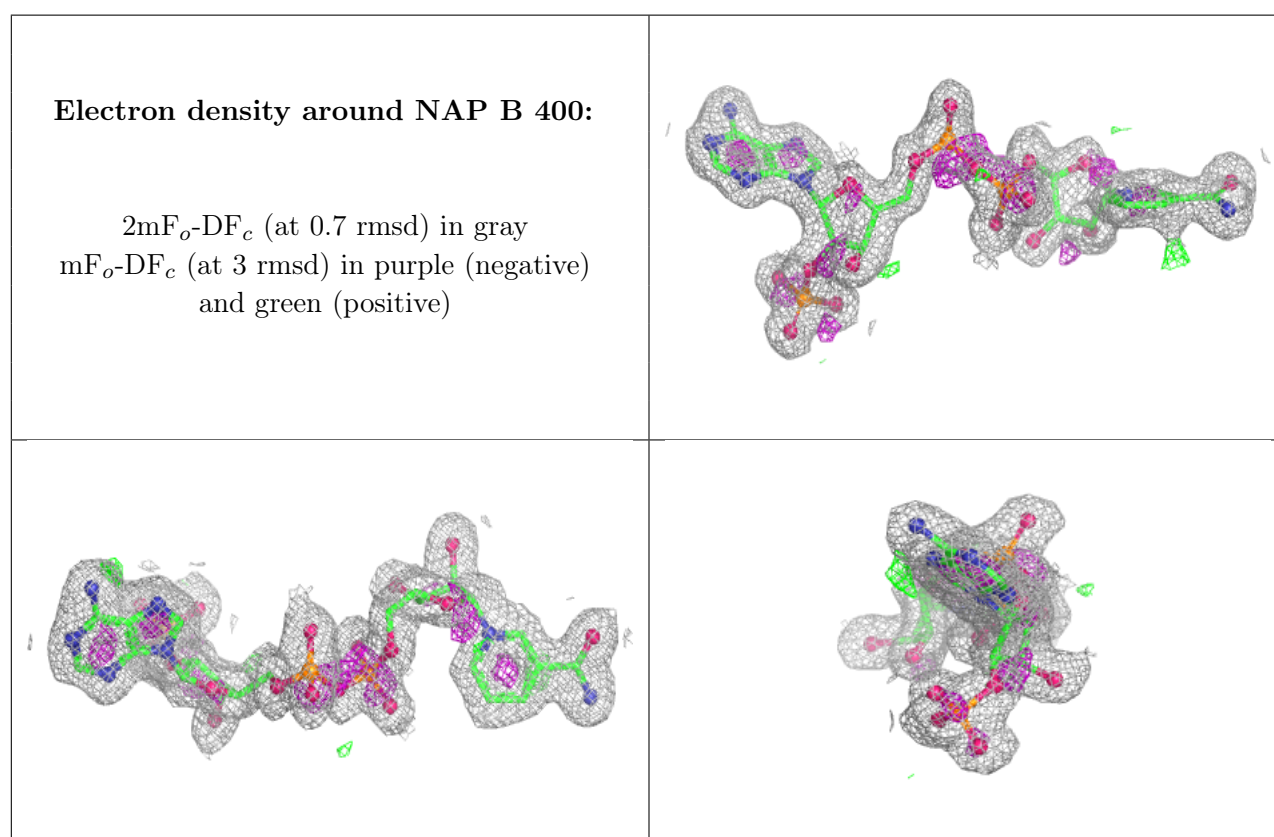 Electron density around NAP B 400:
2mFo-DFc (at 0.7 rmsd) in gray
mFo-DFc (at 3 rmsd) in purple (negative)
and green (positive)